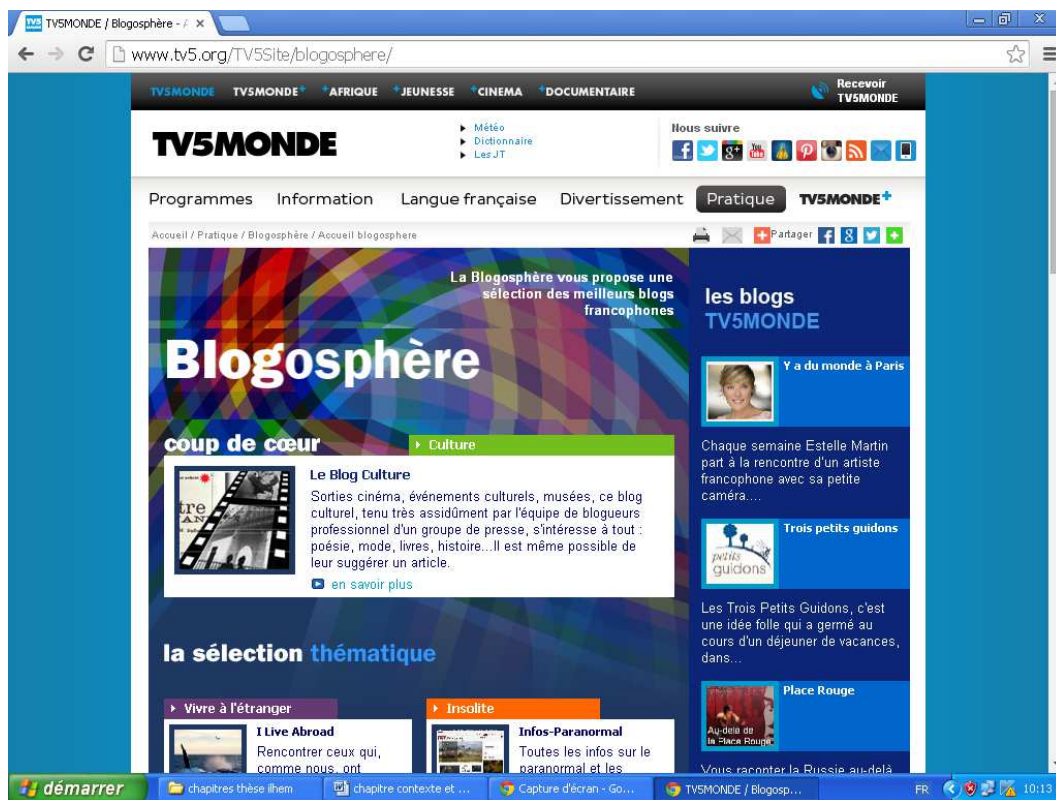 TV5MONDE / Blogosphère - A
www.tv5.org/TV5Site/blogosphere/
TV5MONDE TV5MONDE+ +AFRIQUE +JEUNESSE +CINEMA +DOCUMENTAIRE
Recevoir
TV5MONDE
TV5MONDE
Météo
Dictionnaire
Les JT
Nous suivre
Programmes Information Langue française Divertissement Pratique TV5MONDE+
Accueil / Pratique / Blogosphère / Accueil blogosphere
Partager
La Blogosphère vous propose une
sélection des meilleurs blogs
francophones
Blogosphère
coup de cœur
Culture
Le Blog Culture
Sorties cinéma, événements culturels, musées, ce blog
culturel, tenu très assidûment par l'équipe de blogueurs
professionnel d'un groupe de presse, s'intéresse à tout :
poésie, mode, livres, histoire...Il est même possible de
leur suggérer un article.
en savoir plus
la sélection thématique
Vivre à l'étranger
I Live Abroad
Rencontrer ceux qui,
comme nous, ont
Insolite
Infos-Paranormal
Toutes les infos sur le
paranormal et les
les blogs
TV5MONDE
Y a du monde à Paris
Chaque semaine Estelle Martin
part à la rencontre d'un artiste
francophone avec sa petite
caméra....
petits
guidons
Trois petits guidons
Les Trois Petits Guidons, c'est
une idée folle qui a germé au
cours d'un déjeuner de vacances,
dans...
Au-delà de
la Place Rouge
Place Rouge
Vous raconter la Russie au-delà
démarrer
chapitres thèse ilhem
chapitre contexte et ...
Capture d'écran - Go...
TV5MONDE / Blogosp...
FR
10:13